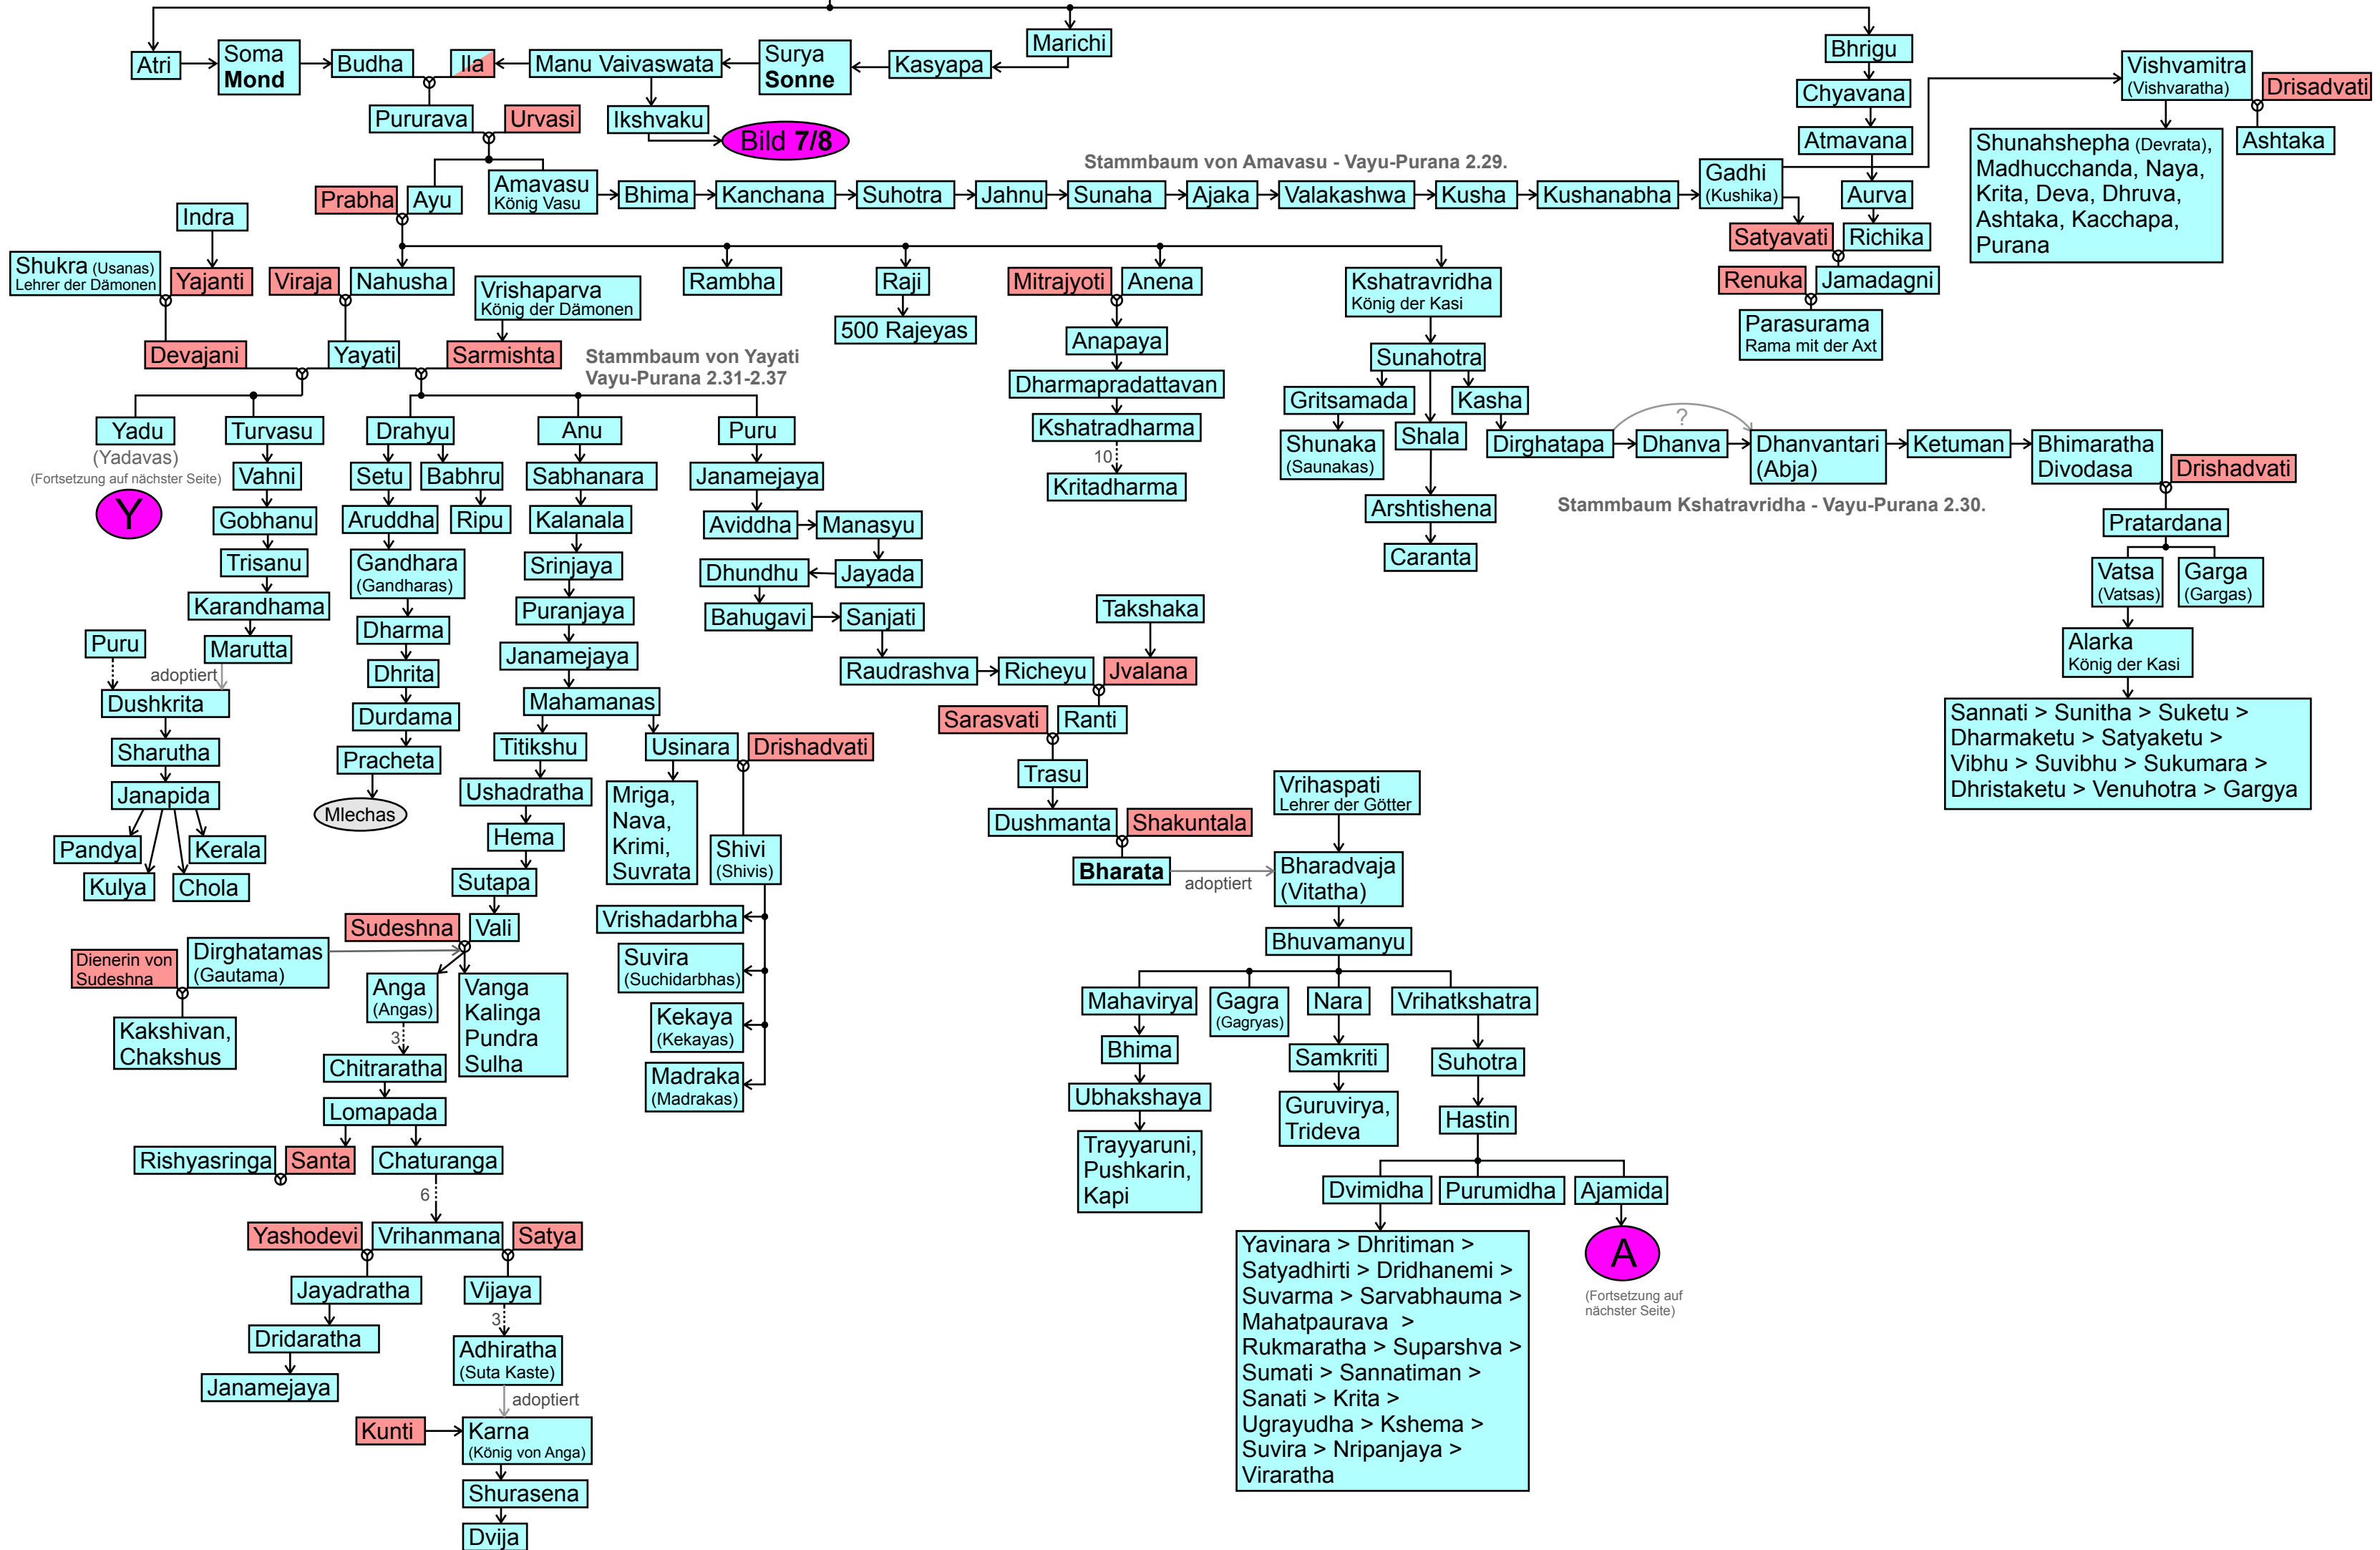 Atri
Soma
Mond
Budha
Ila
Manu Vaivaswata
Surya
Sonne
Kasyapa
Marichi
Bhrigu
Vishvamitra
(Vishvaratha)
Drisadvati
Pururava
Urvasi
Ikshvaku
Bild 7/8
Chyavana
Atmavana
Ashtaka
Shunahshepha (Devrata),
Madhucchanda, Naya,
Krita, Deva, Dhruva,
Ashtaka, Kacchapa,
Purana
Stammbaum von Amavasu - Vayu-Purana 2.29.
Prabha
Ayu
Amavasu
König Vasu
Bhima
Kanchana
Suhotra
Jahnu
Sunaha
Ajaka
Valakashwa
Kusha
Kushanabha
Gadhi
(Kushika)
Aurva
Indra
Satyavati
Richika
Shukra (Usanas)
Lehrer der Dämonen
Yajanti
Viraja
Nahusha
Vrishaparva
König der Dämonen
Rambha
Raji
Mitrajyoti
Anena
Kshatravridha
König der Kasi
Renuka
Jamadagni
500 Rajeyas
Anapaya
Parasurama
Rama mit der Axt
Devajani
Yayati
Sarmishta
Stammbaum von Yayati
Vayu-Purana 2.31-2.37
Sunahotra
Dharmapradattavan
Gritsamada
Kasha
?
Yadu
(Yadavas)
(Fortsetzung auf nächster Seite)
Y
Turvasu
Drahyu
Anu
Puru
Kshatradharma
10
Kritadharma
Shunaka
(Saunakas)
Shala
Dirghatapa
Dhanva
Dhanvantari
(Abja)
Ketuman
Bhimaratha
Divodasa
Drishadvati
Vahni
Setu
Babhru
Sabhanara
Janamejaya
Arshtishena
Stammbaum Kshatravridha - Vayu-Purana 2.30.
Gobhanu
Aruddha
Ripu
Kalanala
Aviddha
Manasyu
Pratardana
Caranta
Trisanu
Gandhara
(Gandharas)
Srinjaya
Dhundhu
Jayada
Vatsa
(Vatsas)
Garga
(Gargas)
Karandhama
Puranjaya
Bahugavi
Sanjati
Takshaka
Puru
Marutta
adoptiert
Dharma
Janamejaya
Alarka
König der Kasi
Raudrashva
Richeyu
Jvalana
Dhrita
Dushkrita
Durdama
Mahamanas
Sarasvati
Ranti
Sannati > Sunitha > Suketu >
Dharmaketu > Satyaketu >
Vibhu > Suvibhu > Sukumara >
Dhristaketu > Venuhotra > Gargya
Sharutha
Pracheta
Titikshu
Usinara
Drishadvati
Trasu
Janapida
Mlechas
Ushadratha
Mriga,
Nava,
Krimi,
Suvrata
Vrihaspati
Lehrer der Götter
Dushmanta
Shakuntala
Pandya
Kerala
Kulya
Chola
Hema
Shivi
(Shivis)
Bharata
adoptiert
Bharadvaja
(Vitatha)
Sutapa
Sudeshna
Vali
Vrishadarbha
Bhuvamanyu
Dienerin von
Sudeshna
Dirghatamas
(Gautama)
Suvira
(Suchidarbhas)
Anga
(Angas)
3
Vanga
Kalinga
Pundra
Sulha
Kekaya
(Kekayas)
Mahavirya
Gagra
(Gagryas)
Nara
Vrihatkshatra
Kakshivan,
Chakshus
Bhima
Samkriti
Suhotra
Chitraratha
Madraka
(Madrakas)
Ubhakshaya
Guruvirya,
Trideva
Hastin
Lomapada
Rishyasringa
Santa
Chaturanga
Trayyaruni,
Pushkarin,
Kapi
Dvimidha
Purumidha
Ajamida
6
Yashodevi
Vrihanmana
Satya
Yavinara > Dhritiman >
Satyadhirti > Dridhanemi >
Suvarma > Sarvabhauma >
Mahatpaurava >
Rukmaratha > Suparshva >
Sumati > Sannatiman >
Sanati > Krita >
Ugrayudha > Kshema >
Suvira > Nripanjaya >
Viraratha
A
(Fortsetzung auf
nächster Seite)
Jayadratha
Vijaya
3
Dridaratha
Adhiratha
(Suta Kaste)
Janamejaya
adoptiert
Kunti
Karna
(König von Anga)
Shurasena
Dvija